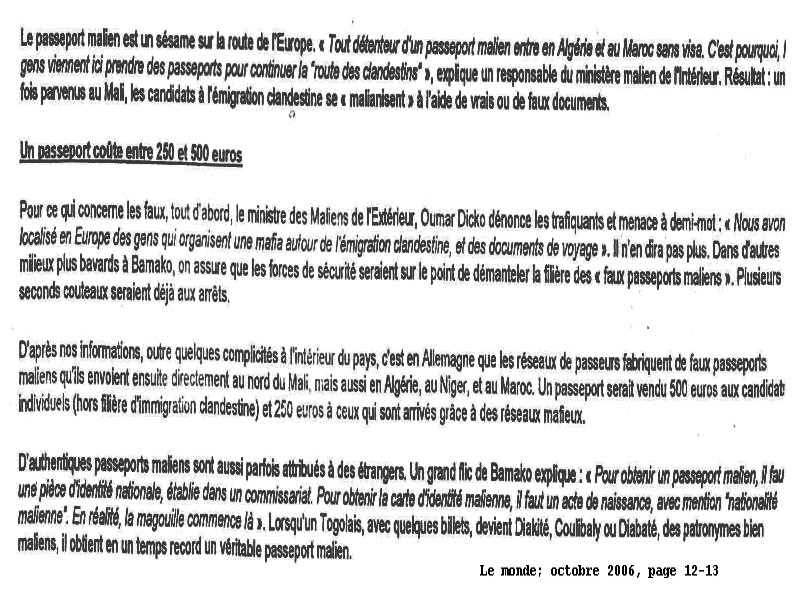 Le passeport malien est un sésame sur la route de l'Europe. « Tout détenteur d'un passeport malien entre en Algérie et au Maroc sans visa. C'est pourquoi,
gens viennent ici prendre des passeports pour continuer la "route des clandestins" », explique un responsable du ministère malien de l'Intérieur. Résultat : un
fois parvenus au Mali, les candidats à l'émigration clandestine se « malianisent » à l'aide de vrais ou de faux documents.
Un passeport coûte entre 250 et 500 euros
Pour ce qui concerne les faux, tout d'abord, le ministre des Maliens de l'Extérieur, Oumar Dicko dénonce les trafiquants et menace à demi-mot : « Nous avon
localisé en Europe des gens qui organisent une mafia autour de l'émigration clandestine, et des documents de voyage ». Il n'en dira pas plus. Dans d'autres
milieux plus bavards à Bamako, on assure que les forces de sécurité seraient sur le point de démanteler la filière des « faux passeports maliens ». Plusieurs
seconds couteaux seraient déjà aux arrêts.
D'après nos informations, outre quelques complicités à l'intérieur du pays, c'est en Allemagne que les réseaux de passeurs fabriquent de faux passeports
maliens qu'ils envoient ensuite directement au nord du Mali, mais aussi en Algérie, au Niger, et au Maroc. Un passeport serait vendu 500 euros aux candidat
individuels (hors filière d'immigration clandestine) et 250 euros à ceux qui sont arrivés grâce à des réseaux mafieux.
D'authentiques passeports maliens sont aussi parfois attribués à des étrangers. Un grand flic de Bamako explique : « Pour obtenir un passeport malien, il fau
une pièce d'identité nationale, établie dans un commissariat. Pour obtenir la carte d'identité malienne, il faut un acte de naissance, avec mention "nationalité
malienne". En réalité, la magouille commence là ». Lorsqu'un Togolais, avec quelques billets, devient Diakité, Coulibaly ou Diabaté, des patronymes bien
maliens, il obtient en un temps record un véritable passeport malien.
Le monde; octobre 2006, page 12-13